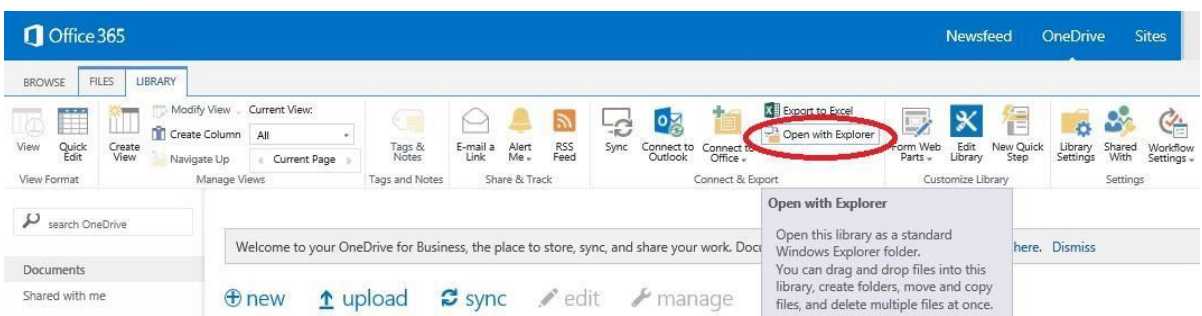 Office 365
Newsfeed OneDrive Sites
BROWSE FILES LIBRARY
View
Quick Edit
Create View
Modify View
Create Column
Navigate Up
Current View:
All
Current Page
Tags & Notes
E-mail a Link
Alert Me
RSS Feed
Sync
Connect to Outlook
Connect to Office
Export to Excel
Open with Explorer
Form Web Parts
Edit Library
New Quick Step
Library Settings
Shared With
Workflow Settings
View Format
Manage Views
Tags and Notes
Share & Track
Connect & Export
Customize Library
Settings
search OneDrive
Documents
Shared with me
Welcome to your OneDrive for Business, the place to store, sync, and share your work. here. Dismiss
new upload sync edit manage
Open with Explorer
Open this library as a standard
Windows Explorer folder.
You can drag and drop files into this
library, create folders, move and copy
files, and delete multiple files at once.